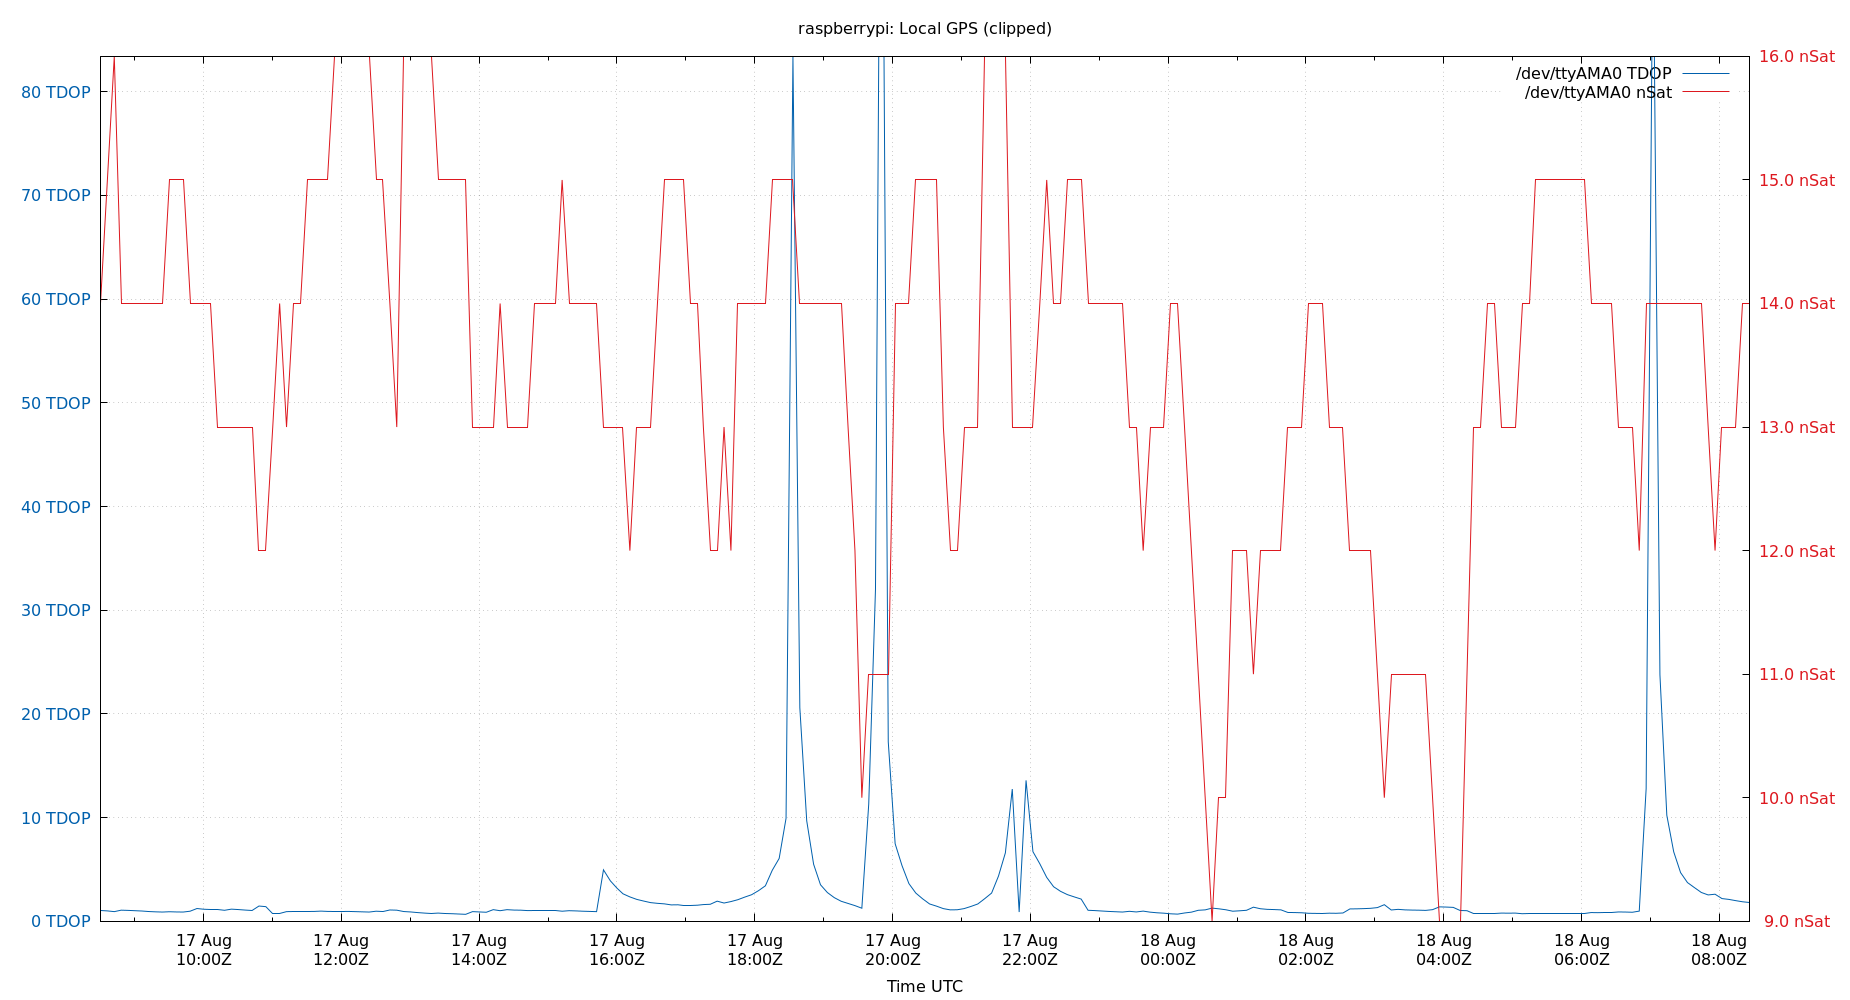 raspberrypi: Local GPS (clipped)
/dev/ttyAMA0 TDOP
/dev/ttyAMA0 nSat
80 TDOP
70 TDOP
60 TDOP
50 TDOP
40 TDOP
30 TDOP
20 TDOP
10 TDOP
0 TDOP
16.0 nSat
15.0 nSat
14.0 nSat
13.0 nSat
12.0 nSat
11.0 nSat
10.0 nSat
9.0 nSat
17 Aug
10:00Z
17 Aug
12:00Z
17 Aug
14:00Z
17 Aug
16:00Z
17 Aug
18:00Z
17 Aug
20:00Z
17 Aug
22:00Z
18 Aug
00:00Z
18 Aug
02:00Z
18 Aug
04:00Z
18 Aug
06:00Z
18 Aug
08:00Z
Time UTC